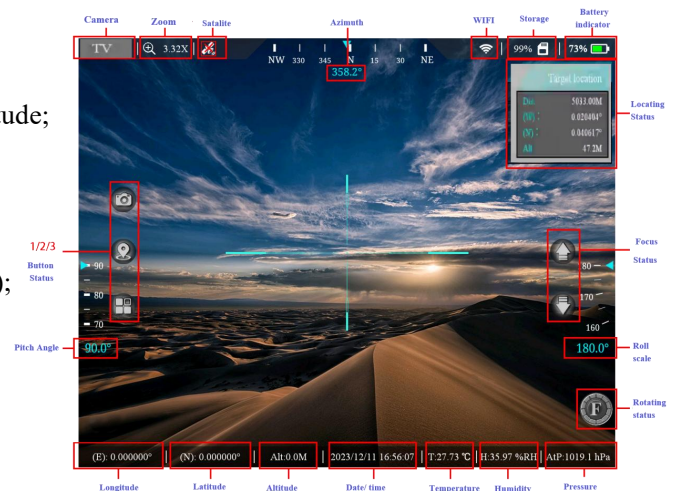 Camera
Zoom
Satalite
Azimuth
WIFI
Storage
Battery
indicator
TV
3.32X
NW 330 345 N 15 30 NE
99%
73%
358.2°
Target location
Dis: 5033.00M
(W) : 0.020404°
(N) : 0.040617°
Alt 47.2M
Locating
Status
tude;
1/2/3
Button
Status
);
90
80
70
Focus
Status
80
170
160
Pitch Angle
90.0°
180.0°
Roll
scale
F
Rotating
status
(E): 0.000000° (N): 0.000000° Alt:0.0M 2023/12/11 16:56:07 T:27.73 ℃ H:35.97 %RH AtP:1019.1 hPa
Longitude
Latitude
Altitude
Date/ time
Temperature
Humidity
Pressure